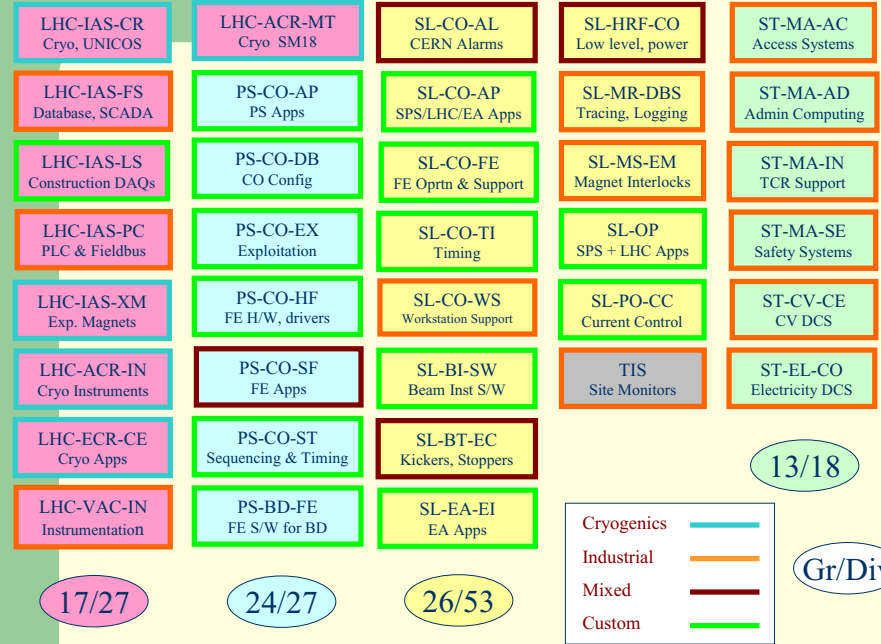 LHC-IAS-CR
Cryo, UNICOS
LHC-IAS-FS
Database, SCADA
LHC-IAS-LS
Construction DAQs
LHC-IAS-PC
PLC & Fieldbus
LHC-IAS-XM
Exp. Magnets
LHC-ACR-IN
Cryo Instruments
LHC-ECR-CE
Cryo Apps
LHC-VAC-IN
Instrumentation
17/27
LHC-ACR-MT
Cryo SM18
PS-CO-AP
PS Apps
PS-CO-DB
CO Config
PS-CO-EX
Exploitation
PS-CO-HF
FE H/W, drivers
PS-CO-SF
FE Apps
PS-CO-ST
Sequencing & Timing
PS-BD-FE
FE S/W for BD
24/27
SL-CO-AL
CERN Alarms
SL-CO-AP
SPS/LHC/EA Apps
SL-CO-FE
FE Oprtn & Support
SL-CO-TI
Timing
SL-CO-WS
Workstation Support
SL-BI-SW
Beam Inst S/W
SL-BT-EC
Kickers, Stoppers
SL-EA-EI
EA Apps
26/53
SL-HRF-CO
Low level, power
SL-MR-DBS
Tracing, Logging
SL-MS-EM
Magnet Interlocks
SL-OP
SPS + LHC Apps
SL-PO-CC
Current Control
TIS
Site Monitors
ST-MA-AC
Access Systems
ST-MA-AD
Admin Computing
ST-MA-IN
TCR Support
ST-MA-SE
Safety Systems
ST-CV-CE
CV DCS
ST-EL-CO
Electricity DCS
13/18
Cryogenics
Industrial
Mixed
Custom
Gr/Div